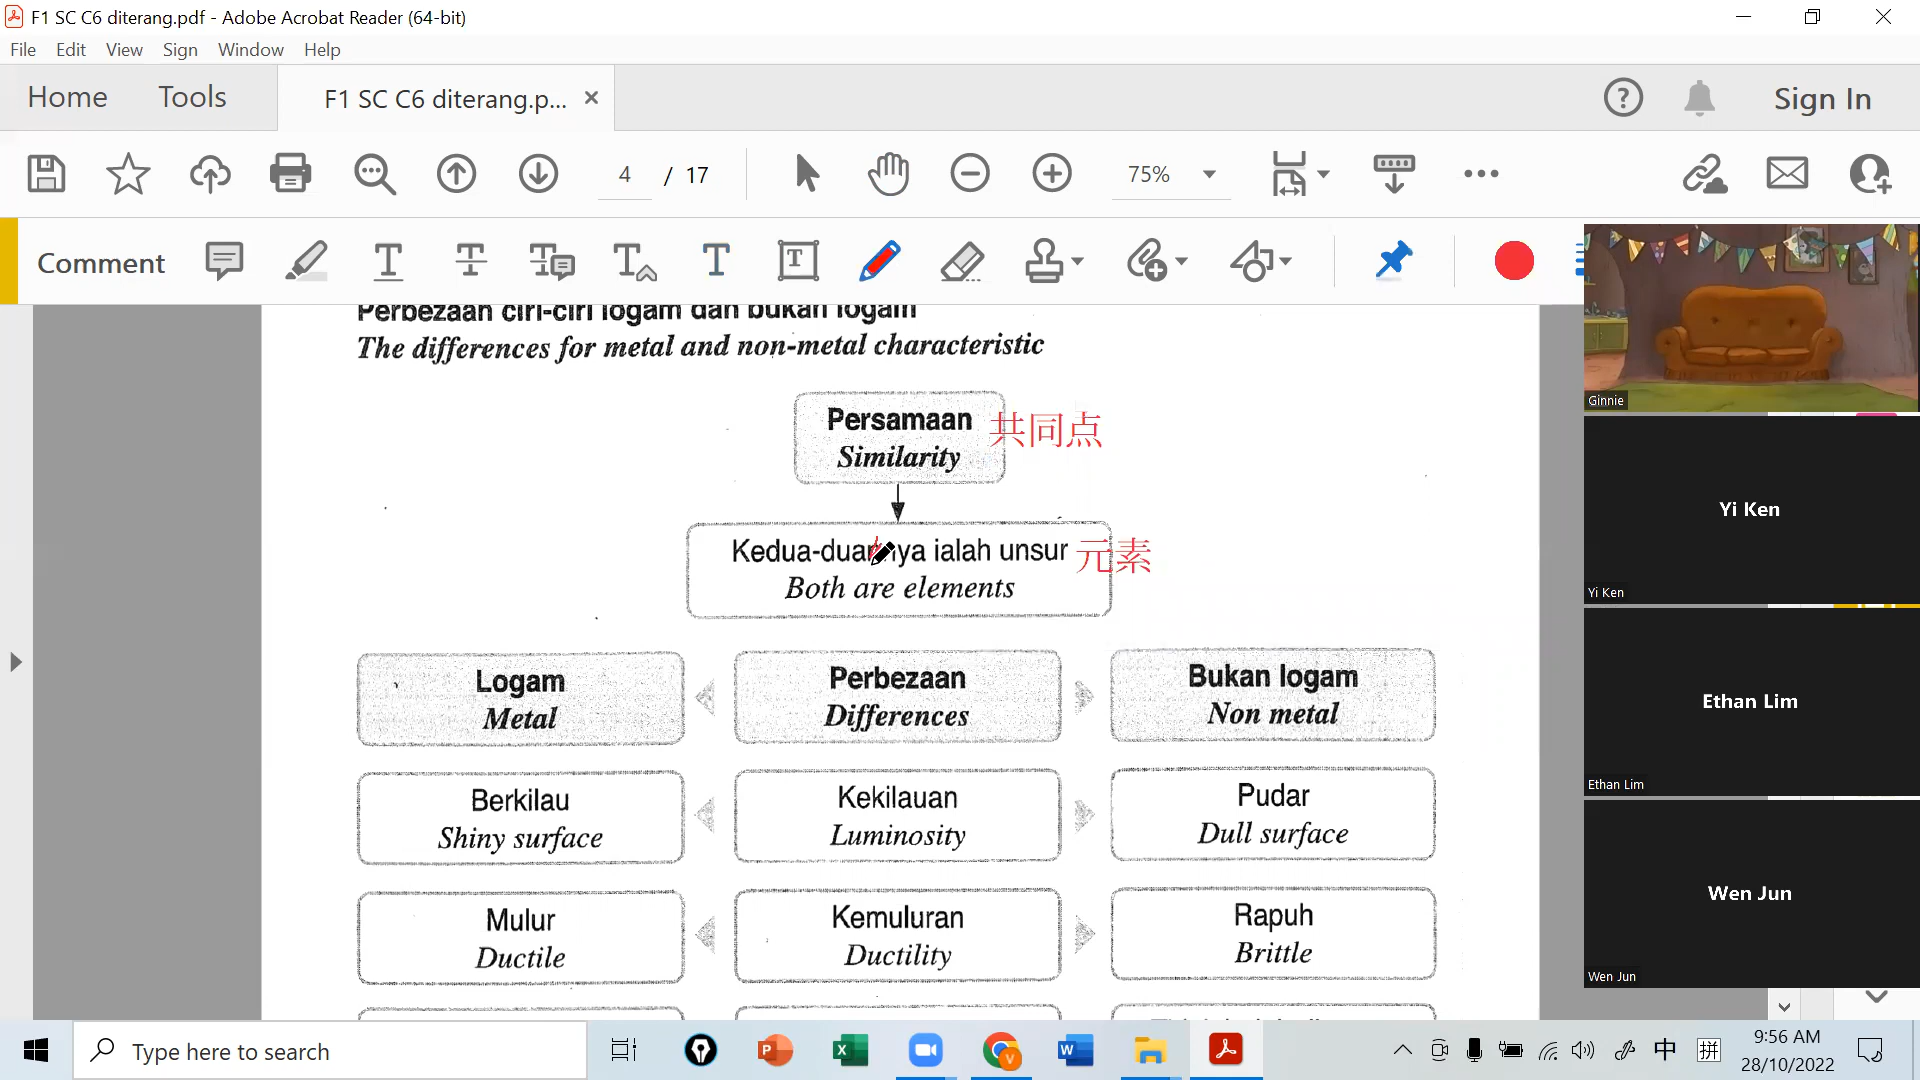 F1 SC C6 diterang.pdf - Adobe Acrobat Reader (64-bit)
File Edit View Sign Window Help
Home Tools F1 SC C6 diterang.p... Sign In
4 / 17 75%
Comment
Perbezaan ciri-ciri logam dan bukan logam
The differences for metal and non-metal characteristic
Persamaan 共同点
Similarity
Kedua-duanya ialah unsur 元素
Both are elements
Logam
Metal
Perbezaan
Differences
Bukan logam
Non metal
Berkilau
Shiny surface
Kekilauan
Luminosity
Pudar
Dull surface
Mulur
Ductile
Kemuluran
Ductility
Rapuh
Brittle
Ginnie
Yi Ken
Yi Ken
Ethan Lim
Ethan Lim
Wen Jun
Wen Jun
Type here to search
中 拼
9:56 AM
28/10/2022